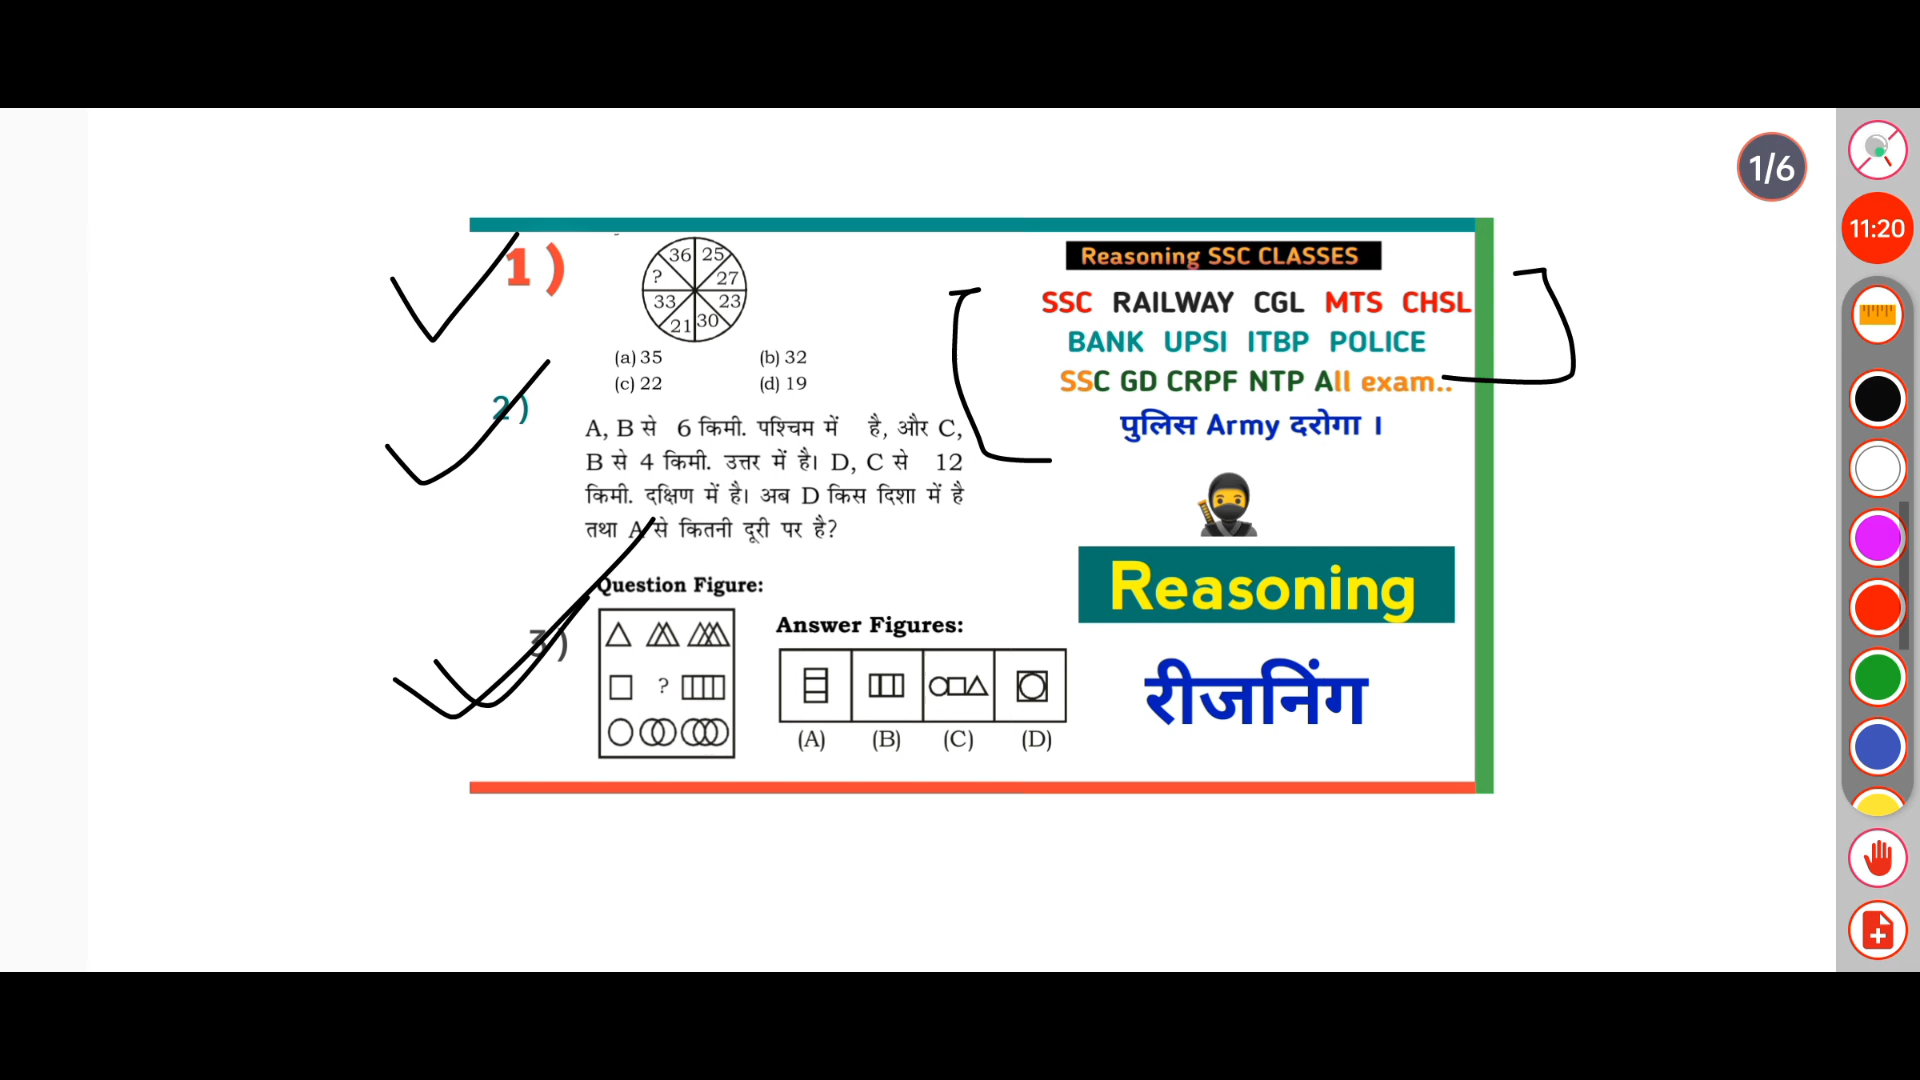 1/6
11:20
1)
36 25
? 27
33 23
21 30
(a) 35 (b) 32
(c) 22 (d) 19
2)
A, B से 6 किमी. पश्चिम में है, और C,
B से 4 किमी. उत्तर में है। D, C से 12
किमी. दक्षिण में है। अब D किस दिशा में है
तथा A से कितनी दूरी पर है?
3)
Question Figure:
?
Answer Figures:
(A) (B) (C) (D)
Reasoning SSC CLASSES
SSC RAILWAY CGL MTS CHSL
BANK UPSI ITBP POLICE
SSC GD CRPF NTP All exam..
पुलिस Army दरोगा ।
Reasoning
रीजनिंग